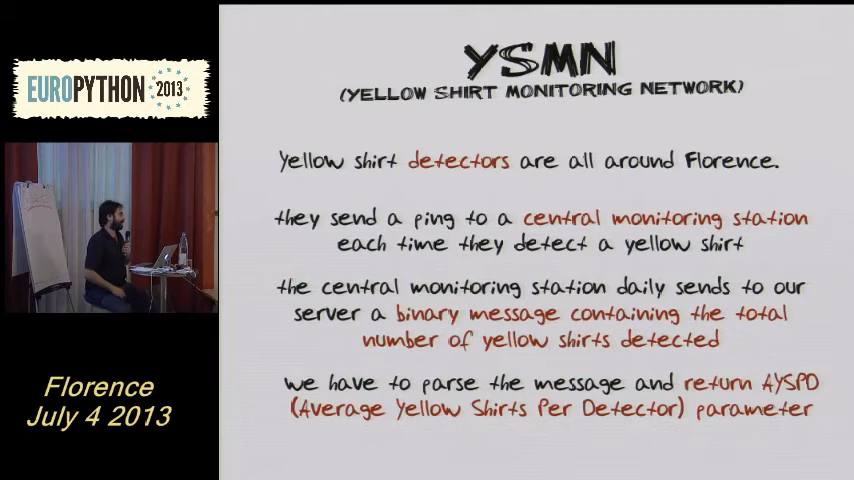 EUROPYTHON 2013
Florence
July 4 2013
YSMN
(YELLOW SHIRT MONITORING NETWORK)
Yellow shirt detectors are all around Florence.
they send a ping to a central monitoring station
each time they detect a yellow shirt
the central monitoring station daily sends to our
server a binary message containing the total
number of yellow shirts detected
we have to parse the message and return AYSPD
(Average Yellow Shirts Per Detector) parameter